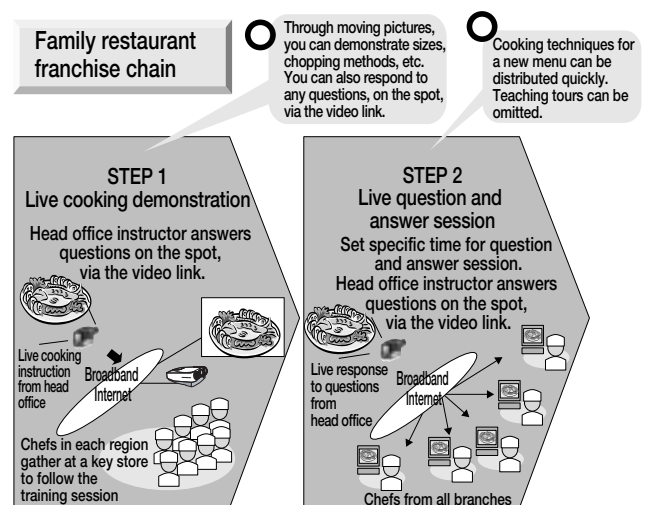 Family restaurant
franchise chain
Through moving pictures,
you can demonstrate sizes,
chopping methods, etc.
You can also respond to
any questions, on the spot,
via the video link.
Cooking techniques for
a new menu can be
distributed quickly.
Teaching tours can be
omitted.
STEP 1
Live cooking demonstration
Head office instructor answers
questions on the spot,
via the video link.
Live cooking
instruction
from head
office
Broadband
Internet
Chefs in each region
gather at a key store
to follow the
training session
STEP 2
Live question and
answer session
Set specific time for question
and answer session.
Head office instructor answers
questions on the spot,
via the video link.
Live response
to questions
from
head office
Broadband
Internet
Chefs from all branches